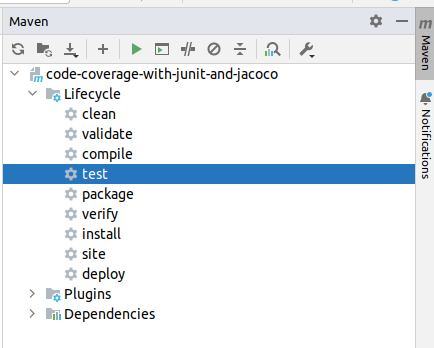 Maven
code-coverage-with-junit-and-jacoco
Lifecycle
clean
validate
compile
test
package
verify
install
site
deploy
Plugins
Dependencies
m
Maven
Notifications